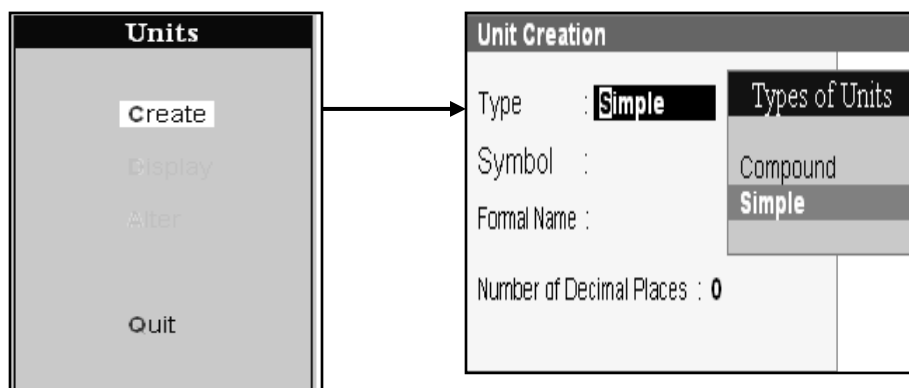 Units
Create
Display
Alter
Quit
Unit Creation
Type : Simple
Symbol :
Formal Name :
Number of Decimal Places : 0
Types of Units
Compound
Simple